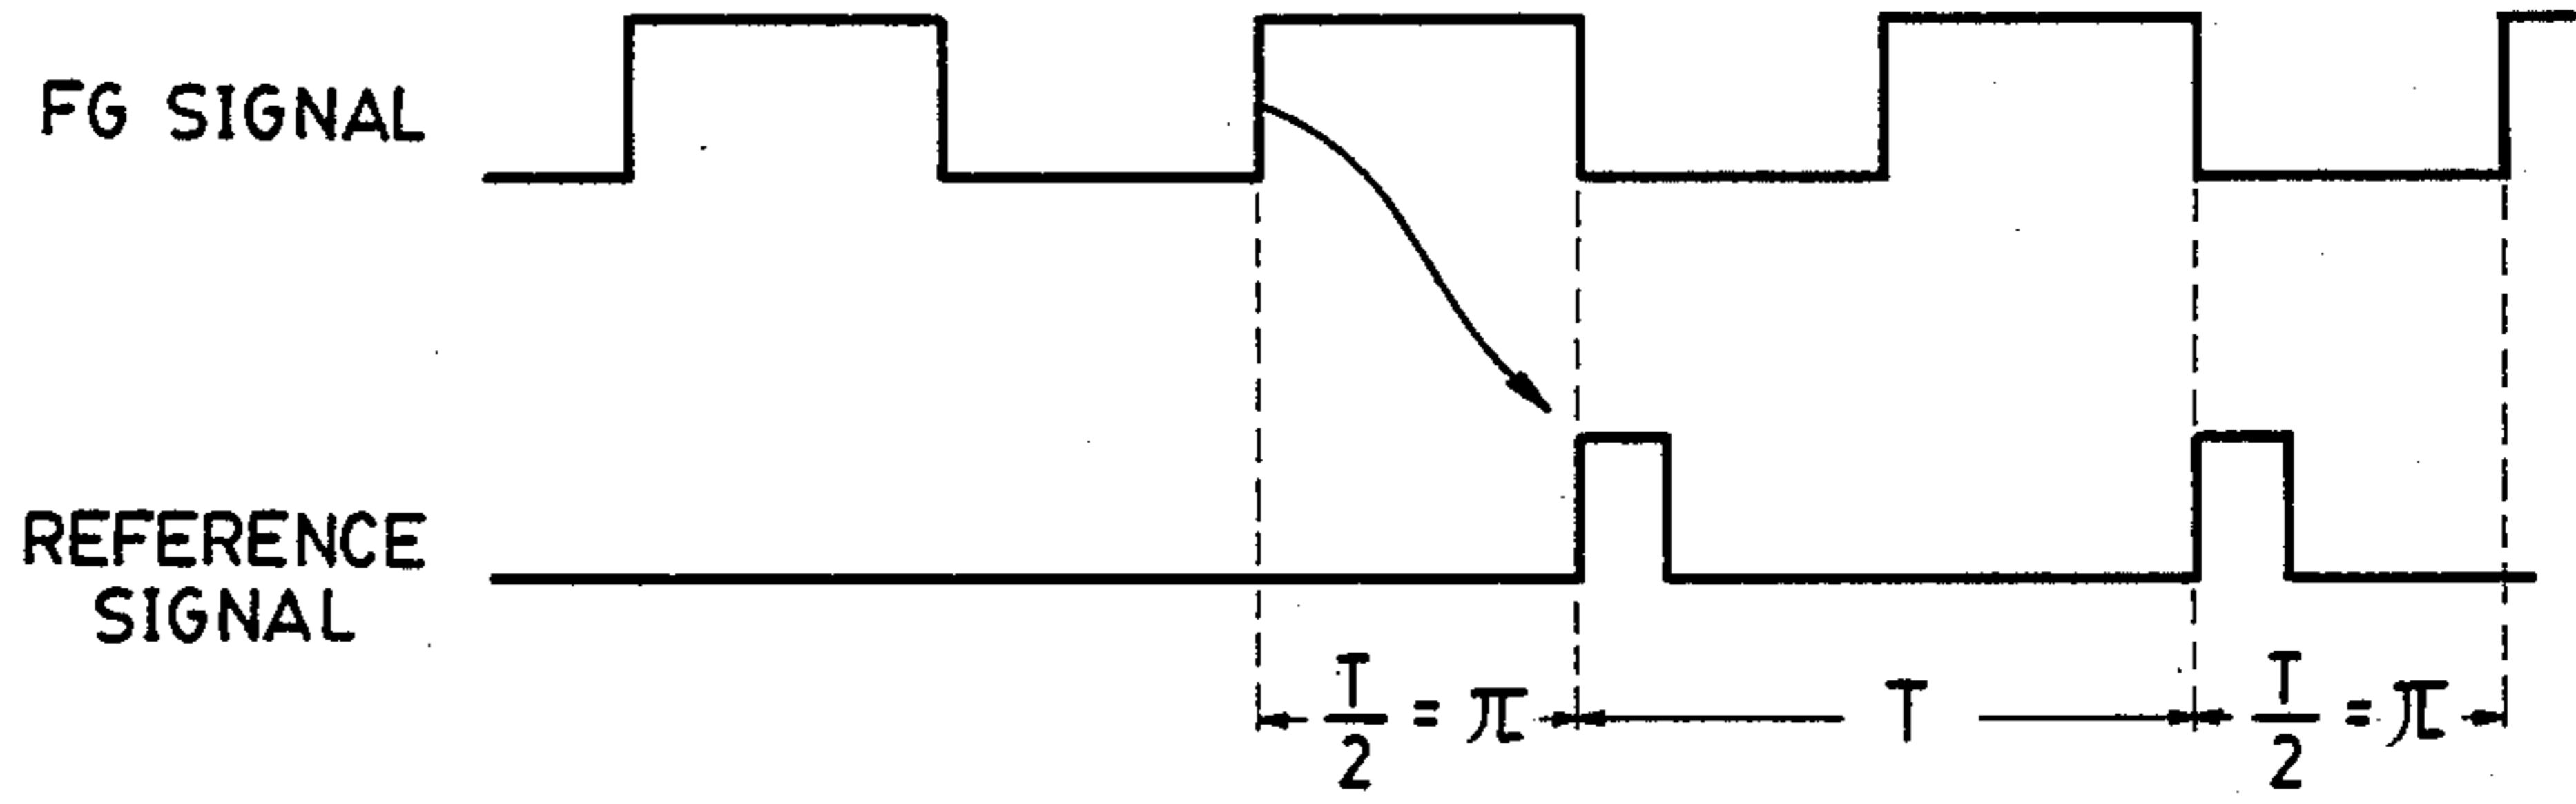 FG SIGNAL
REFERENCE
SIGNAL
T/2 = π
T
T/2 = π